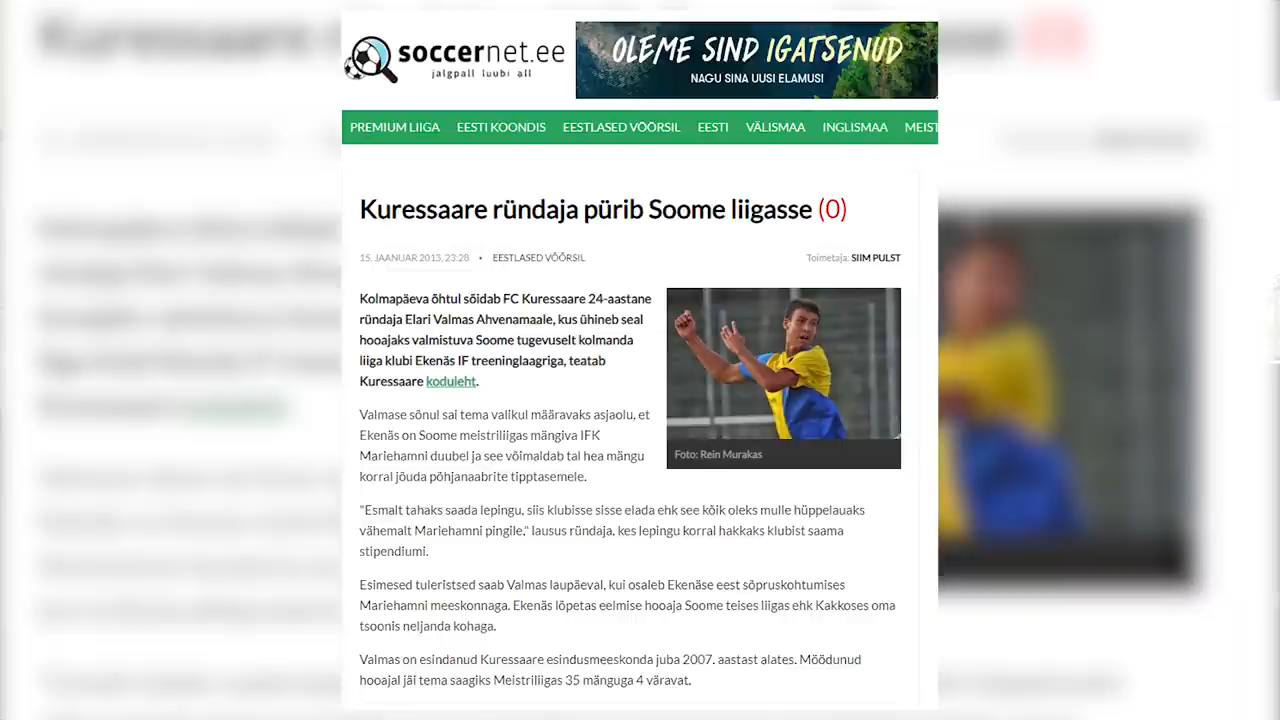 soccernet.ee
jalgpall luubi all
OLEME SIND IGATSENUD
NAGU SINA UUSI ELAMUSI!
PREMIUM LIIGA EESTI KOONDIS EESTLASED VÕÕRSIL EESTI VÄLISMAA INGLISMAA MEIST
Kuressaare ründaja pürib Soome liigasse (0)
15. JAANUAR 2013, 23:28 • EESTLASED VÕÕRSIL Toimetaja: SIIM PULST
Kolmapäeva õhtul sõidab FC Kuressaare 24-aastane
ründaja Elari Valmas Ahvenamaale, kus ühineb seal
hooajaks valmistuva Soome tugevuselt kolmanda
liiga klubi Ekenäs IF treeninglaagriga, teatab
Kuressaare koduleht.
Foto: Rein Murakas
Valmase sõnul sai tema valikul määravaks asjaolu, et
Ekenäs on Soome meistriliigas mängiva IFK
Mariehamni duubel ja see võimaldab tal hea mängu
korral jõuda põhjanaabrite tipptasemele.
"Esmalt tahaks saada lepingu, siis klubisse sisse elada ehk see kõik oleks mulle hüppelauaks
vähemalt Mariehamni pingile," lausus ründaja, kes lepingu korral hakkaks klubist saama
stipendiumi.
Esimesed tuleristsed saab Valmas laupäeval, kui osaleb Ekenäse eest sõpruskohtumises
Mariehamni meeskonnaga. Ekenäs lõpetas eelmise hooaja Soome teises liigas ehk Kakkoses oma
tsoonis neljanda kohaga.
Valmas on esindanud Kuressaare esindusmeeskonda juba 2007. aastast alates. Möödunud
hooajal jäi tema saagiks Meistriliigas 35 mänguga 4 väravat.